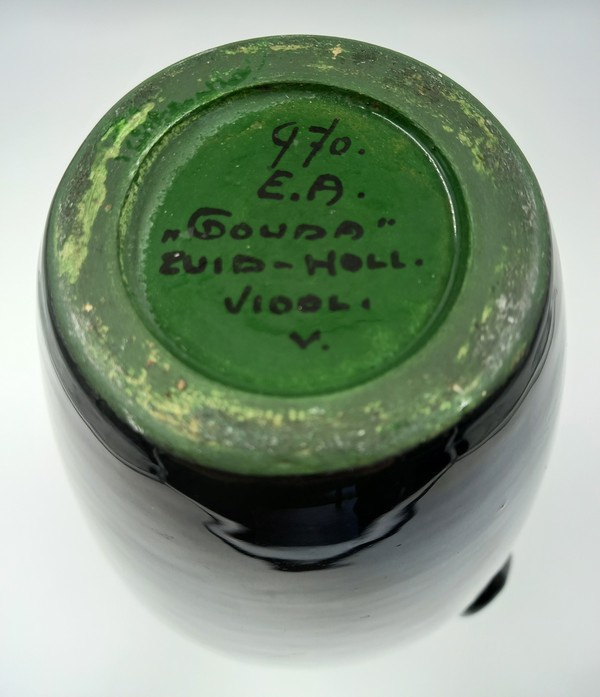 970.
E.A.
„GOUDA"
ZUID-HOLL.
VIOOL.
V.